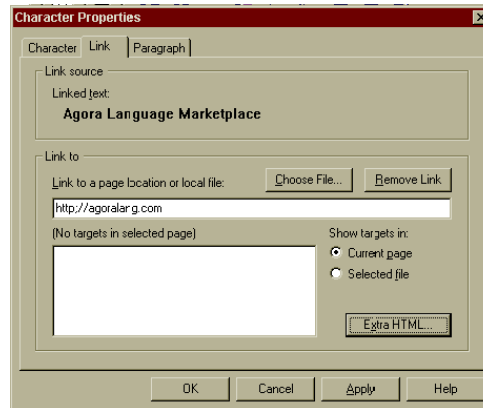 Character Properties
Character Link Paragraph
Link source
Linked text:
Agora Language Marketplace
Link to
Link to a page location or local file: Choose File... Remove Link
http://agoralang.com
(No targets in selected page) Show targets in:
Current page
Selected file
Extra HTML...
OK Cancel Apply Help